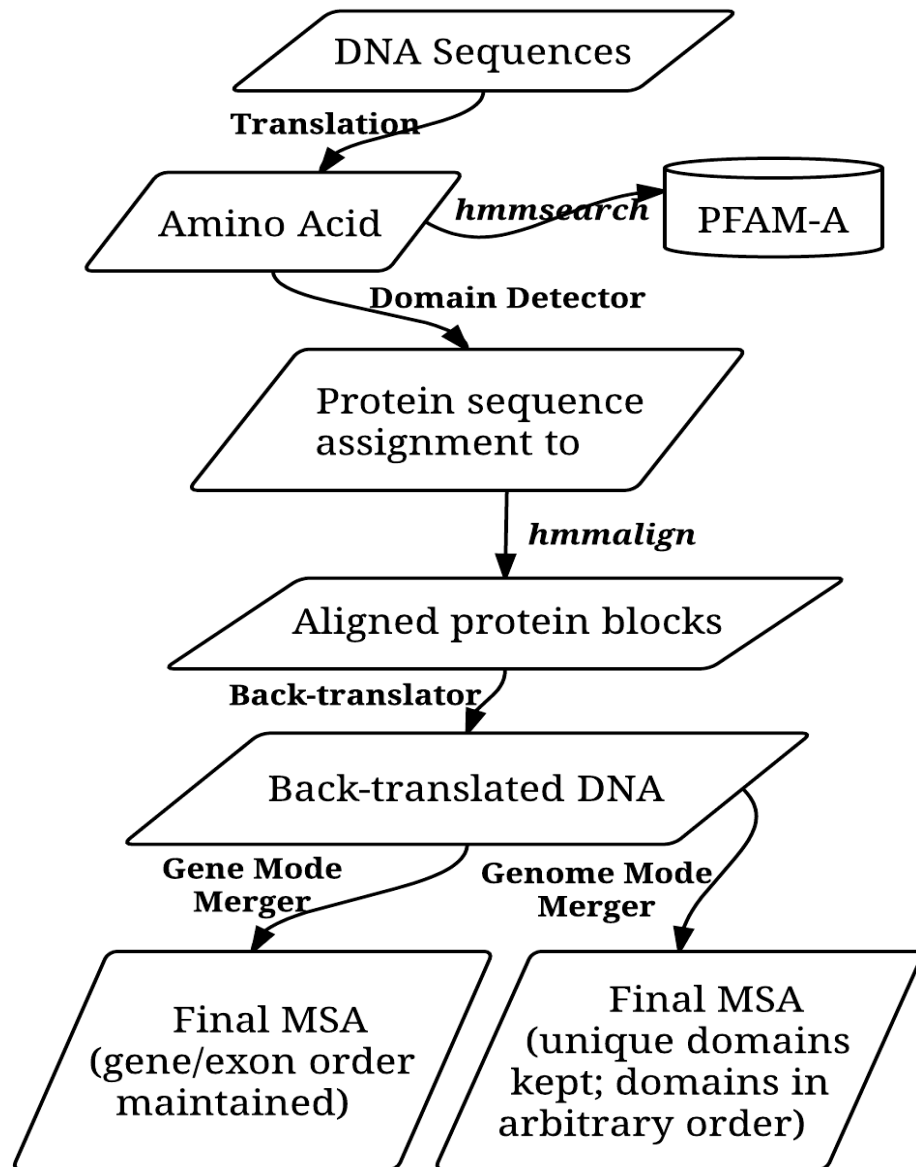 DNA Sequences
Translation
Amino Acid
hmmsearch
PFAM-A
Domain Detector
Protein sequence
assignment to
hmmalign
Aligned protein blocks
Back-translator
Back-translated DNA
Gene Mode
Merger
Genome Mode
Merger
Final MSA
(gene/exon order
maintained)
Final MSA
(unique domains
kept; domains in
arbitrary order)